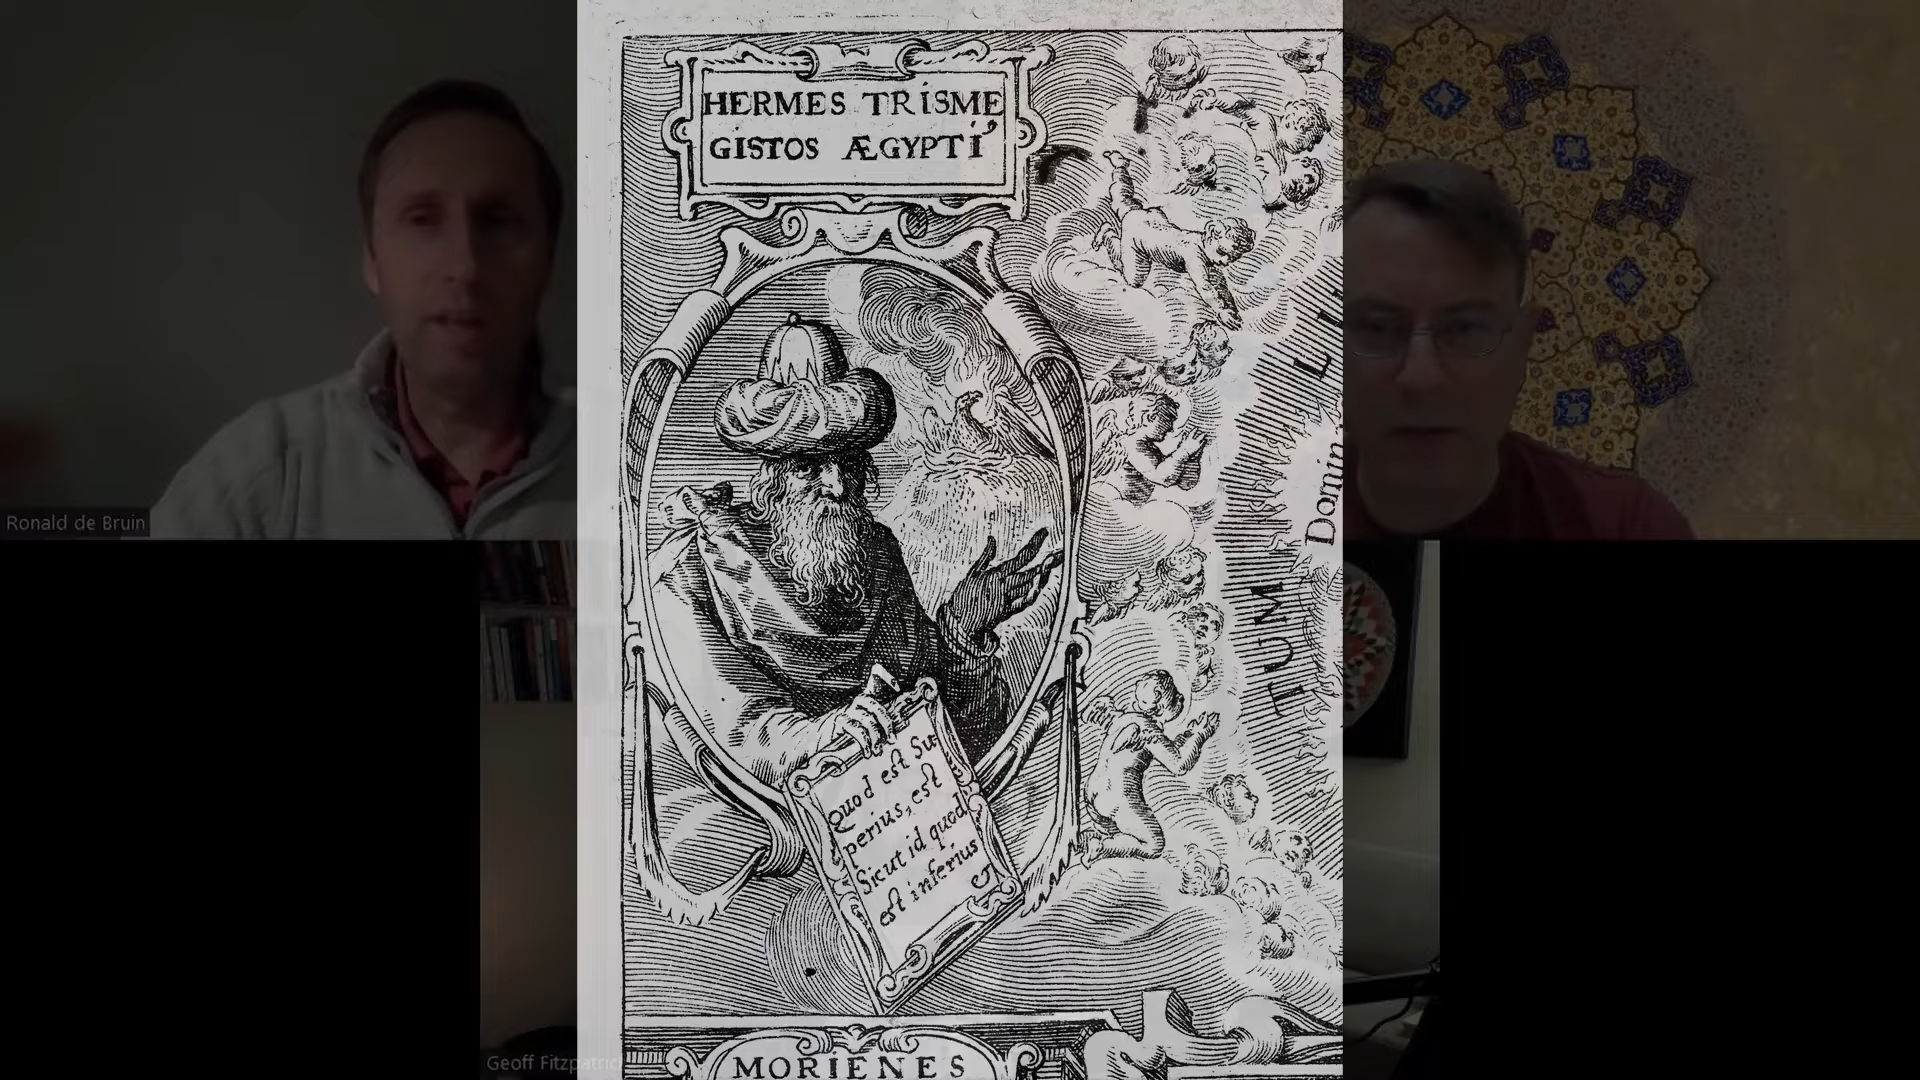 HERMES TRISME
GISTOS ÆGYPTI'
LU
Domin
TUM
Quod est Su-
perius, est
Sicut id quod
est inferius
MORIENES
Ronald de Bruin
Geoff Fitzpatric